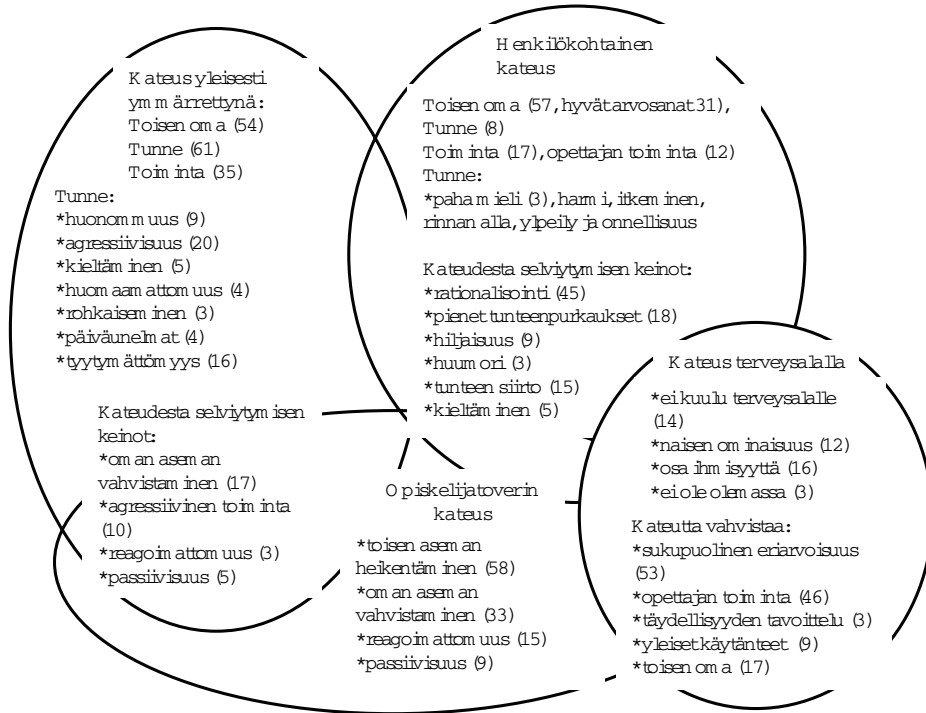 Kateus yleisesti
ymmärrettynä:
Toisen oma (54)
Tunne (61)
Toiminta (35)
Tunne:
*huonommuus (9)
*agressiivisuus (20)
*kieltäminen (5)
*huomaamattomuus (4)
*rohkaiseminen (3)
*päiväunelmat (4)
*tyytymättömyys (16)
Kateudesta selviytymisen
keinot:
*oman aseman
vahvistaminen (17)
*agressiivinen toiminta
(10)
*reagoimattomuus (3)
*passiivisuus (5)
Henkilökohtainen
kateus
Toisen oma (57, hyvät arvosanat 31),
Tunne (8)
Toiminta (17), opettajan toiminta (12)
Tunne:
*paha mieli (3), harmi, itkeminen,
rinnan alla, ylpeily ja onnellisuus
Kateudesta selviytymisen keinot:
*rationalisointi (45)
*pienet tunteenpurkaukset (18)
*hiljaisuus (9)
*huumori (3)
*tunteen siirto (15)
*kieltäminen (5)
Opiskelijatoverin
kateus
*toisen aseman
heikentäminen (58)
*oman aseman
vahvistaminen (33)
*reagoimattomuus (15)
*passiivisuus (9)
Kateus terveysalalla
*ei kuulu terveysalalle
(14)
*naisen ominaisuus (12)
*osa ihmisyyttä (16)
*ei ole olemassa (3)
Kateutta vahvistaa:
*sukupuolinen eriarvoisuus
(53)
*opettajan toiminta (46)
*täydellisyyden tavoittelu (3)
*yleiset käytänteet (9)
*toisen oma (17)